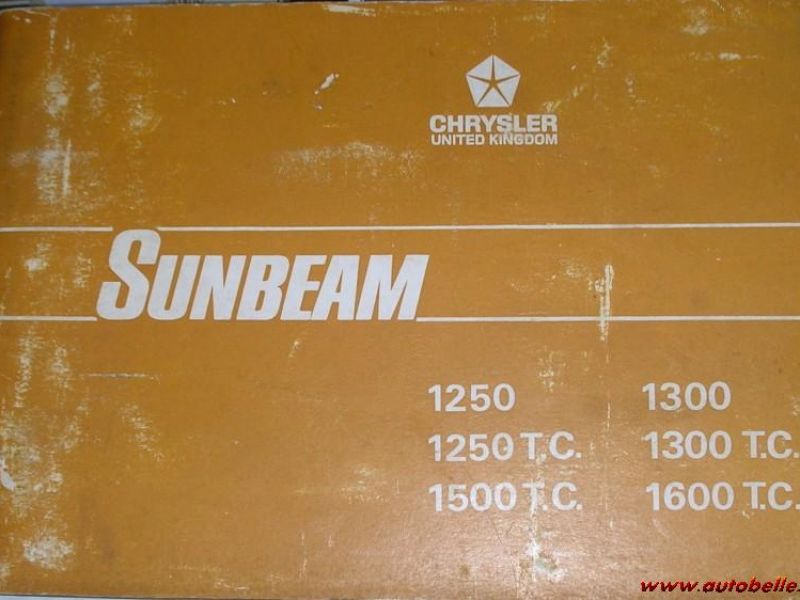 CHRYSLER
UNITED KINGDOM
SUNBEAM
1250 1300
1250 T.C. 1300 T.C.
1500 T.C. 1600 T.C.
www.autobelle.